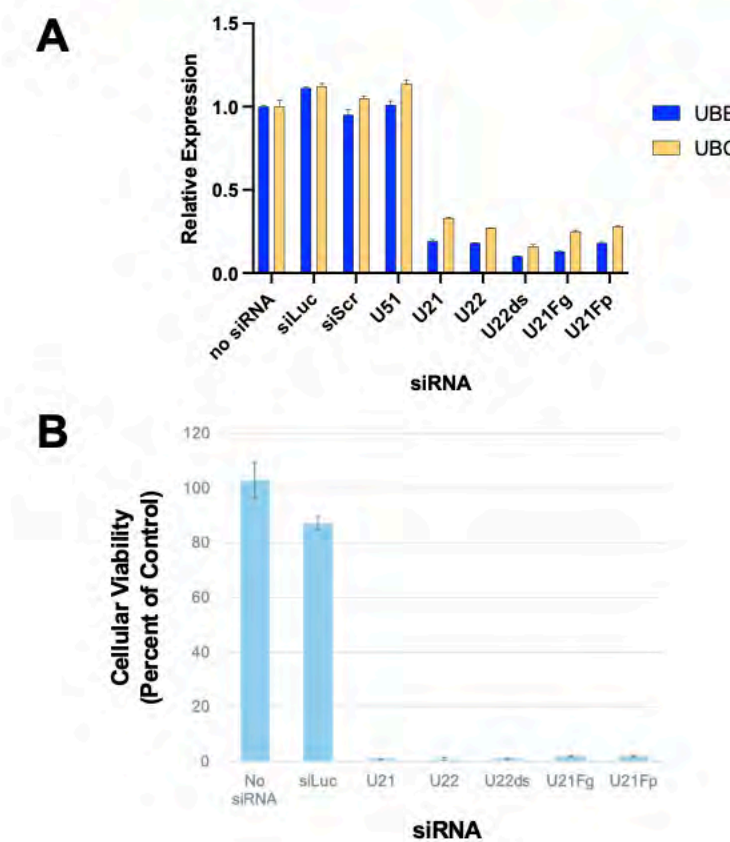 A
Relative Expression
1.5
1.0
0.5
0.0
UBB
UBC
no siRNA
siLuc
siScr
U51
U21
U22
U22ds
U21Fg
U21Fp
siRNA
B
Cellular Viability
(Percent of Control)
120
100
80
60
40
20
0
No
siRNA
siLuc
U21
U22
U22ds
U21Fg
U21Fp
siRNA